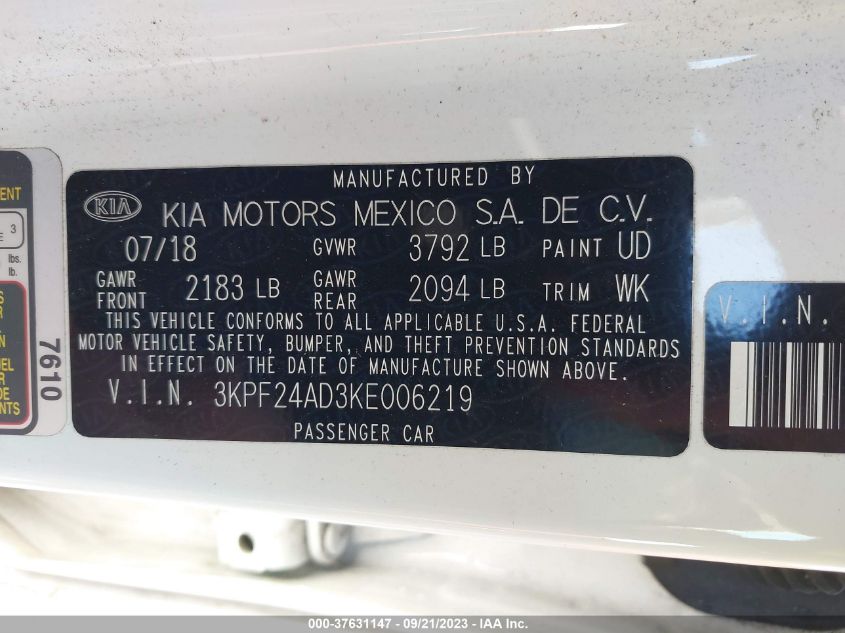 MANUFACTURED BY
KIA KIA MOTORS MEXICO S.A. DE C.V.
07/18 GVWR 3792 LB PAINT UD
GAWR FRONT 2183 LB GAWR REAR 2094 LB TRIM WK
THIS VEHICLE CONFORMS TO ALL APPLICABLE U.S.A. FEDERAL
MOTOR VEHICLE SAFETY, BUMPER, AND THEFT PREVENTION STANDARDS
IN EFFECT ON THE DATE OF MANUFACTURE SHOWN ABOVE.
V.I.N. 3KPF24AD3KE006219
PASSENGER CAR
3
lbs.
lb.
7610
V.I.N.
000-37631147 - 09/21/2023 - © IAA, Inc.